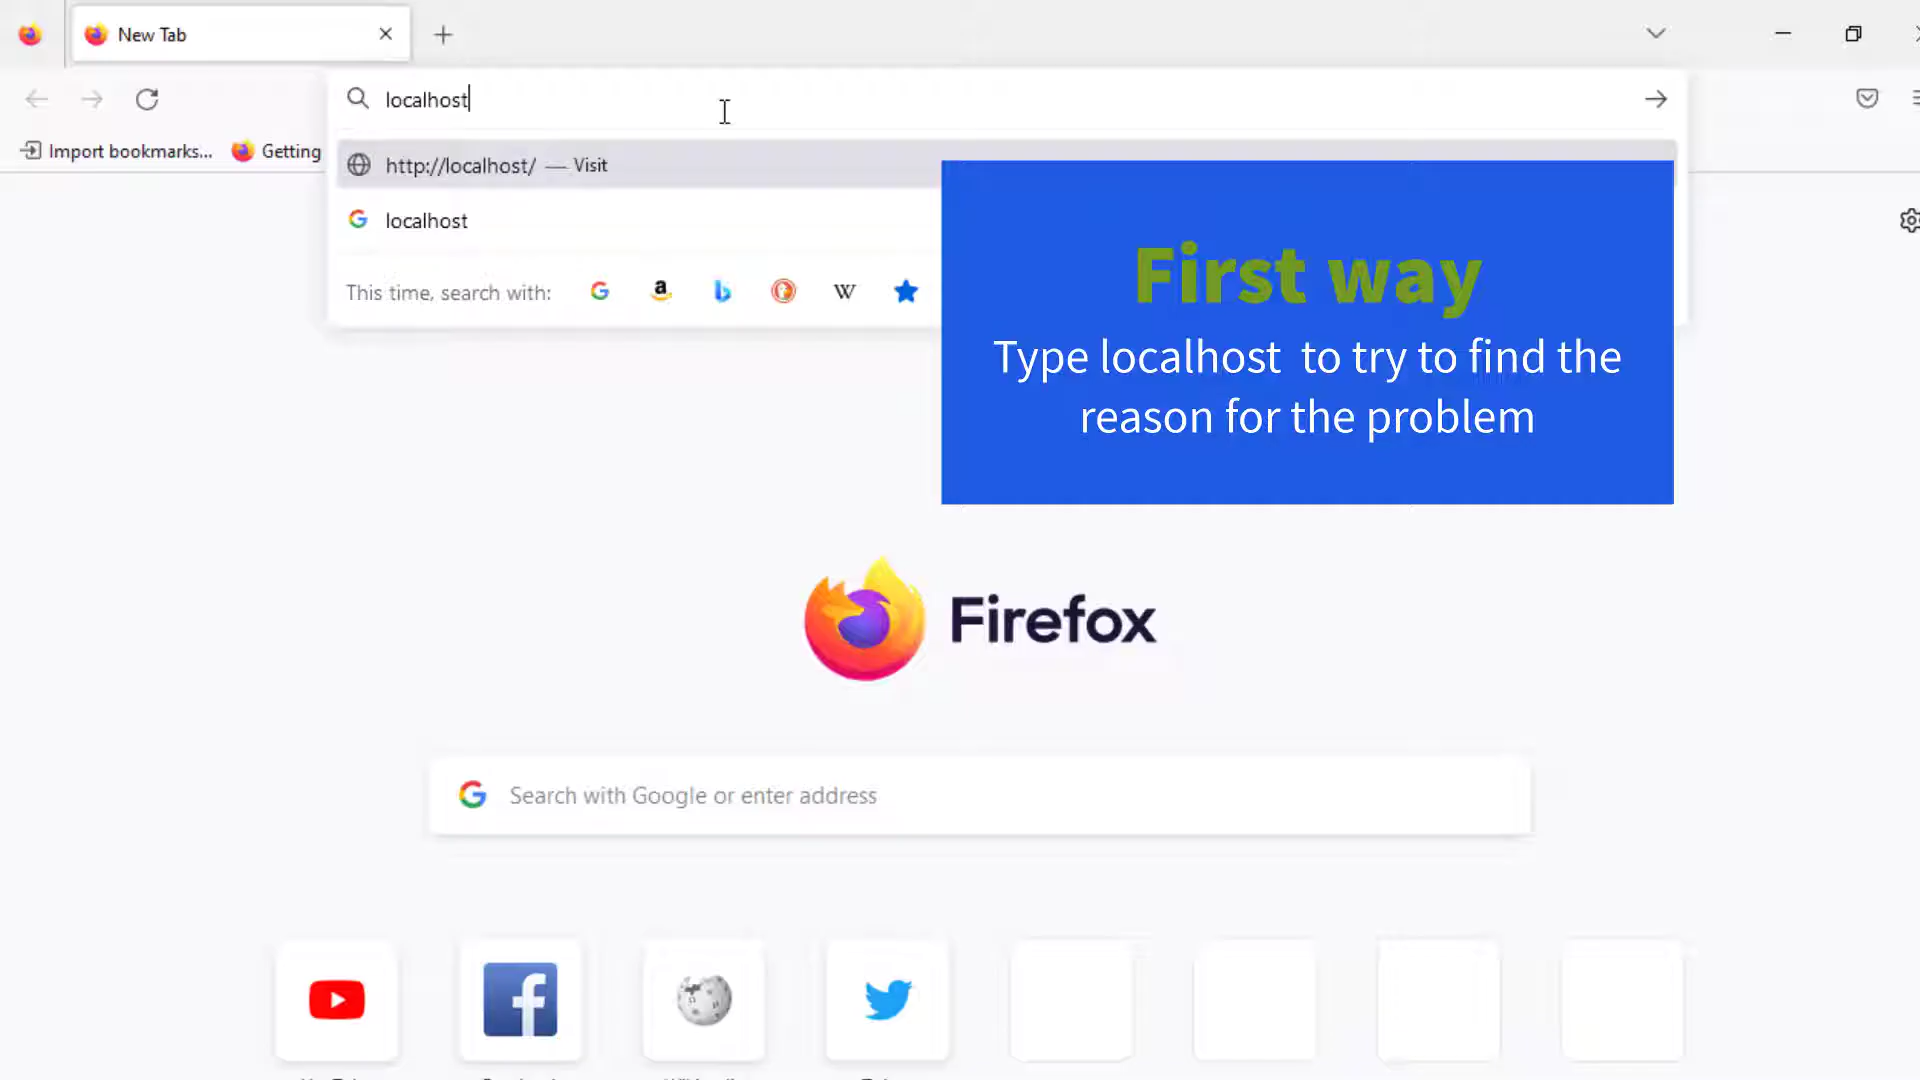 New Tab
localhost
Import bookmarks...
Getting
http://localhost/ — Visit
localhost
This time, search with:
First way
Type localhost to try to find the
reason for the problem
Firefox
Search with Google or enter address